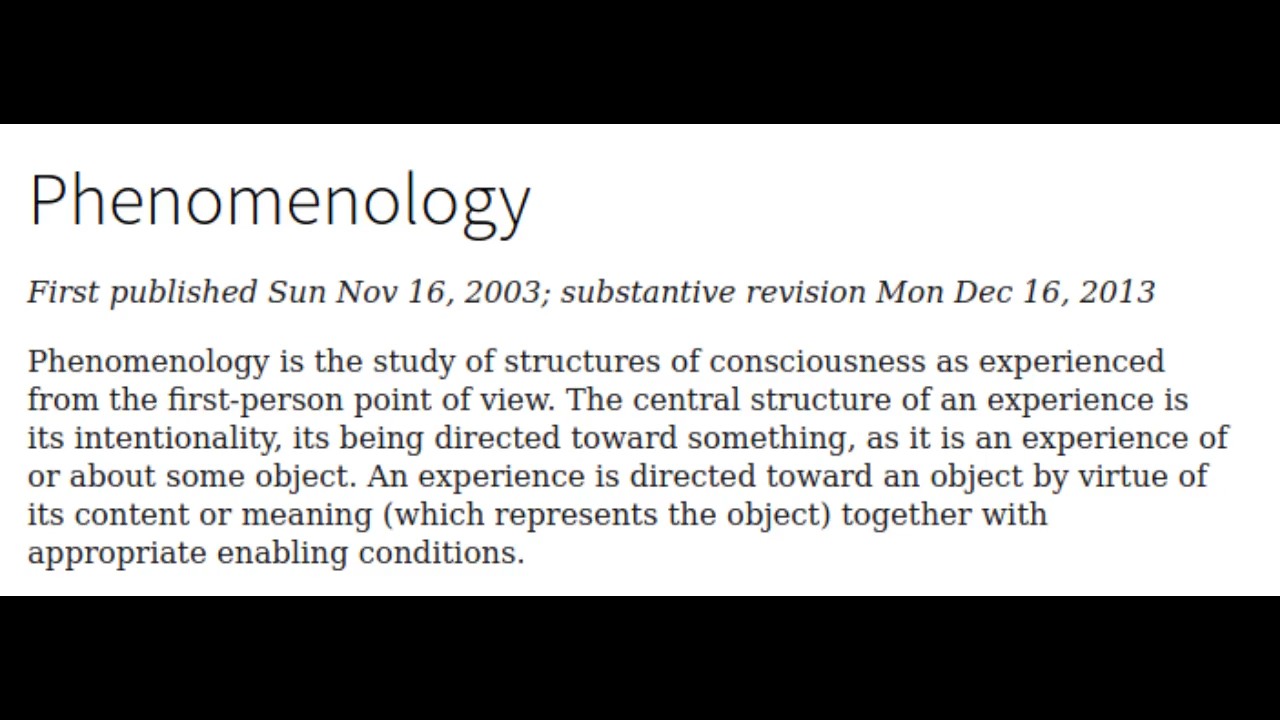 Phenomenology
First published Sun Nov 16, 2003; substantive revision Mon Dec 16, 2013
Phenomenology is the study of structures of consciousness as experienced
from the first-person point of view. The central structure of an experience is
its intentionality, its being directed toward something, as it is an experience of
or about some object. An experience is directed toward an object by virtue of
its content or meaning (which represents the object) together with
appropriate enabling conditions.